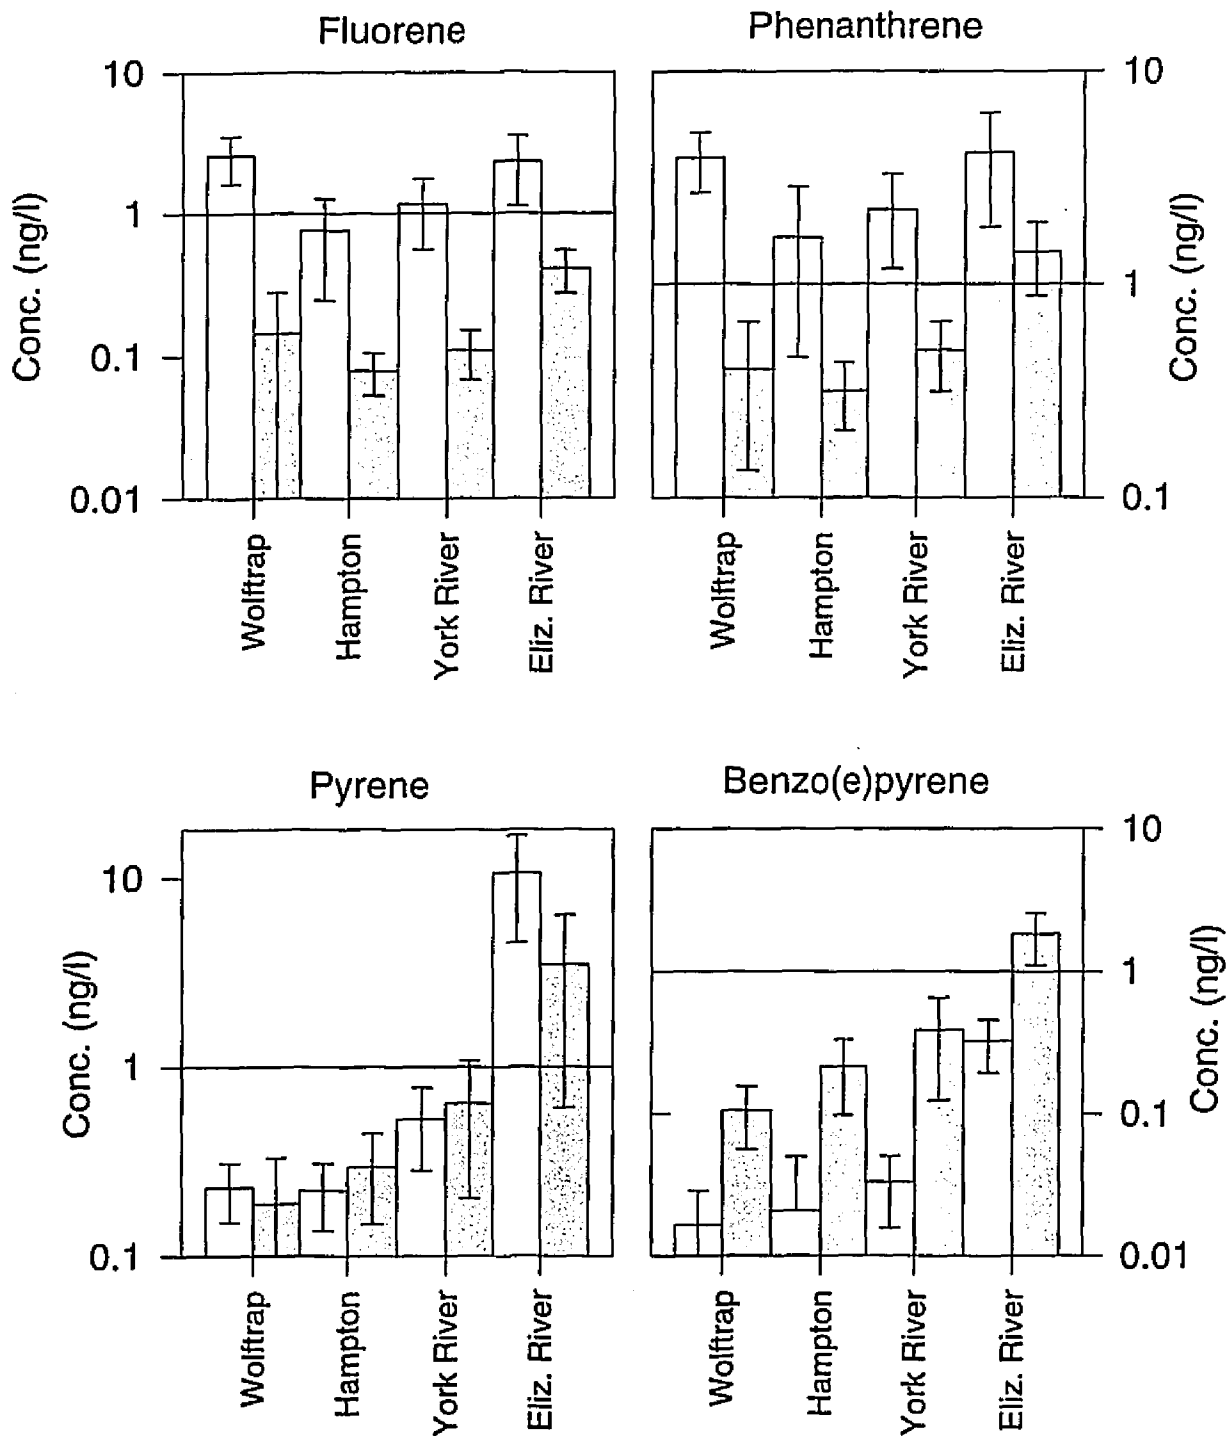 Fluorene
Phenanthrene
10
1
0.1
0.01
Conc. (ng/l)
10
1
0.1
Conc. (ng/l)
Wolftrap
Hampton
York River
Eliz. River
Wolftrap
Hampton
York River
Eliz. River
Pyrene
Benzo(e)pyrene
10
1
0.1
Conc. (ng/l)
10
1
0.1
0.01
Conc. (ng/l)
Wolftrap
Hampton
York River
Eliz. River
Wolftrap
Hampton
York River
Eliz. River